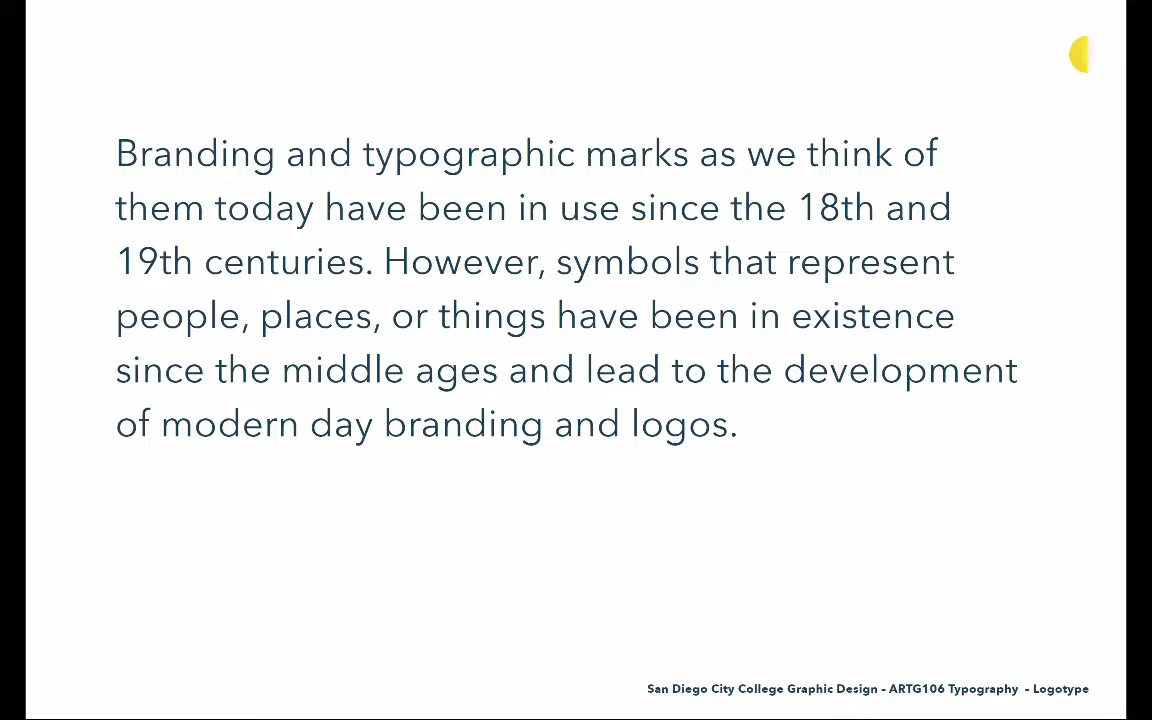 Branding and typographic marks as we think of
them today have been in use since the 18th and
19th centuries. However, symbols that represent
people, places, or things have been in existence
since the middle ages and lead to the development
of modern day branding and logos.
San Diego City College Graphic Design – ARTG106 Typography – Logotype